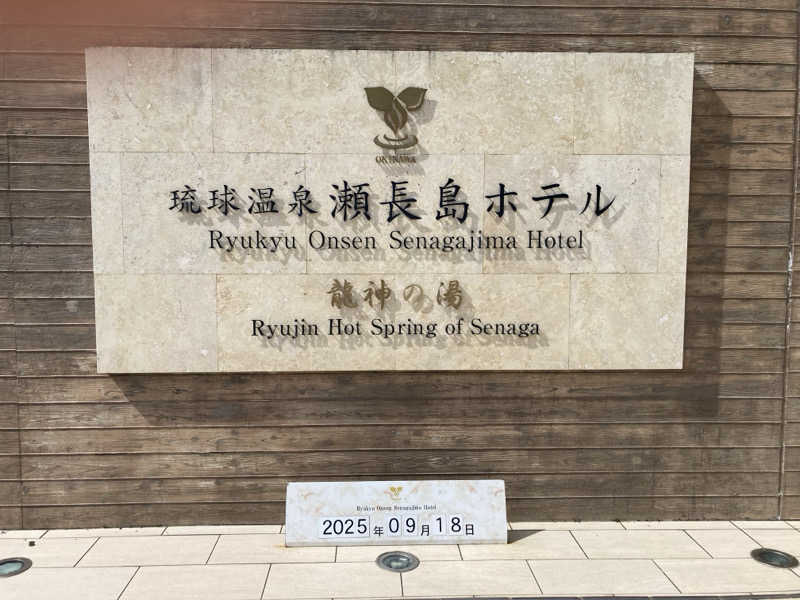 OKINAWA
琉球温泉瀬長島ホテル
Ryukyu Onsen Senagajima Hotel
龍神の湯
Ryujin Hot Spring of Senaga
Ryukyu Onsen Senagajima Hotel
2025年09月18日